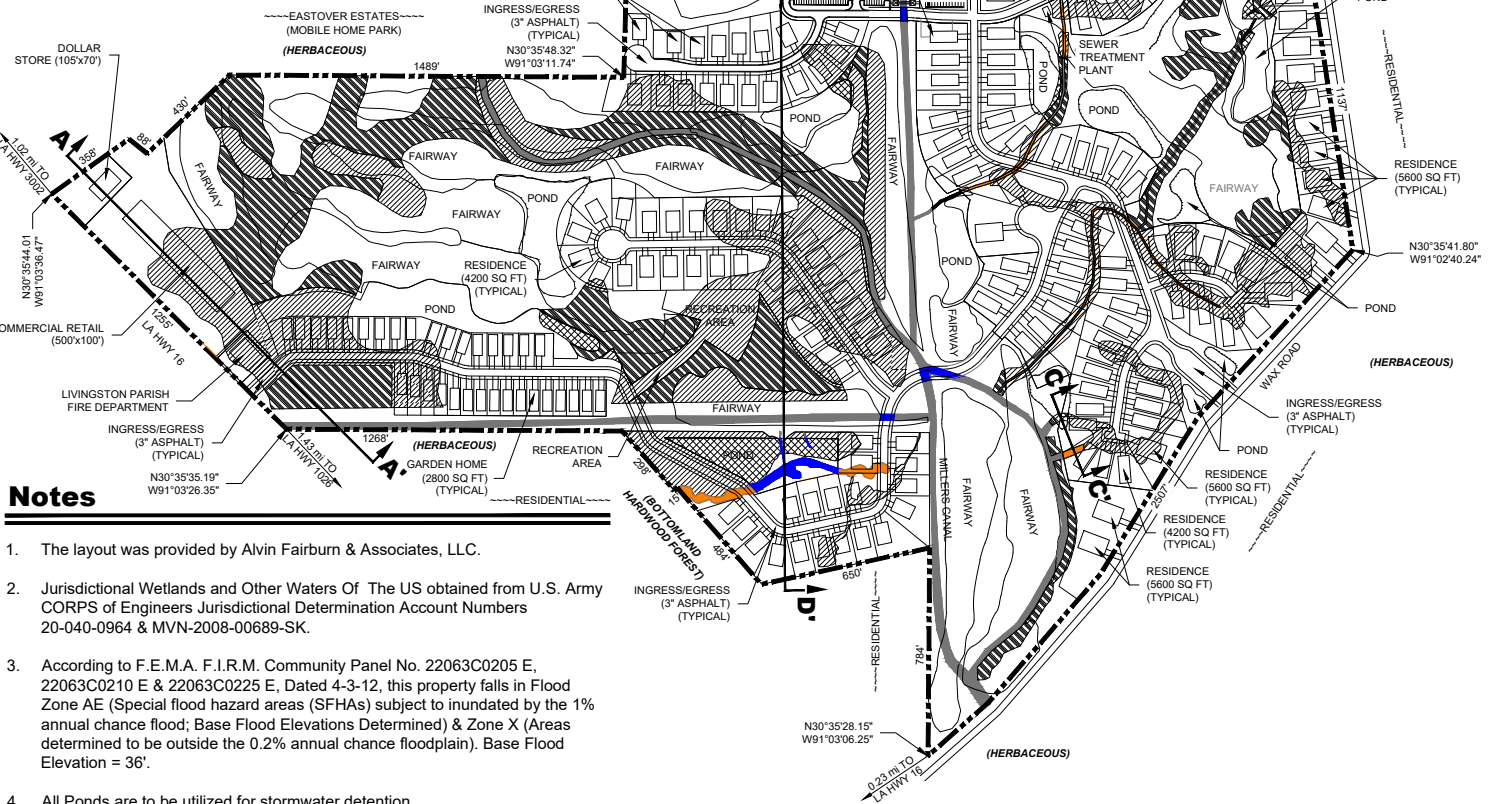 ~~~~EASTOVER ESTATES~~~~
(MOBILE HOME PARK)
(HERBACEOUS)
INGRESS/EGRESS
(3" ASPHALT)
(TYPICAL)
N30°35'48.32"
W91°03'11.74"
DOLLAR
STORE (105'x70')
1489'
430'
88'
358'
A
1.02 mi TO
LA HWY 3002
N30°35'44.01
W91°03'36.47"
FAIRWAY
FAIRWAY
FAIRWAY
FAIRWAY
FAIRWAY
POND
POND
RESIDENCE
(4200 SQ FT)
(TYPICAL)
POND
RECREATION
AREA
FAIRWAY
SEWER
TREATMENT
PLANT
POND
POND
FAIRWAY
~~~~RESIDENTIAL~~~~
1137'
RESIDENCE
(5600 SQ FT)
(TYPICAL)
N30°35'41.80"
W91°02'40.24"
POND
POND
FAIRWAY
(HERBACEOUS)
WAX ROAD
INGRESS/EGRESS
(3" ASPHALT)
(TYPICAL)
POND
RESIDENCE
(5600 SQ FT)
(TYPICAL)
2507'
~~~~RESIDENTIAL~~~~
RESIDENCE
(4200 SQ FT)
(TYPICAL)
RESIDENCE
(5600 SQ FT)
(TYPICAL)
C
C'
COMMERCIAL RETAIL
(500'x100')
1255'
LA HWY 16
LIVINGSTON PARISH
FIRE DEPARTMENT
INGRESS/EGRESS
(3" ASPHALT)
(TYPICAL)
N30°35'35.19"
W91°03'26.35"
1.43 mi TO
LA HWY 1026
1268'
A'
(HERBACEOUS)
GARDEN HOME
(2800 SQ FT)
(TYPICAL)
RECREATION
AREA
~~~~RESIDENTIAL~~~~
FAIRWAY
POND
298'
15'
(BOTTOMLAND
HARDWOOD FOREST)
484'
INGRESS/EGRESS
(3" ASPHALT)
(TYPICAL)
650'
D'
~~~~RESIDENTIAL~~~~
MILLERS CANAL
FAIRWAY
FAIRWAY
784'
N30°35'28.15"
W91°03'06.25"
0.23 mi TO
LA HWY 16
(HERBACEOUS)
Notes
1. The layout was provided by Alvin Fairburn & Associates, LLC.
2. Jurisdictional Wetlands and Other Waters Of The US obtained from U.S. Army
CORPS of Engineers Jurisdictional Determination Account Numbers
20-040-0964 & MVN-2008-00689-SK.
3. According to F.E.M.A. F.I.R.M. Community Panel No. 22063C0205 E,
22063C0210 E & 22063C0225 E, Dated 4-3-12, this property falls in Flood
Zone AE (Special flood hazard areas (SFHAs) subject to inundated by the 1%
annual chance flood; Base Flood Elevations Determined) & Zone X (Areas
determined to be outside the 0.2% annual chance floodplain). Base Flood
Elevation = 36'.
4. All Ponds are to be utilized for stormwater detention